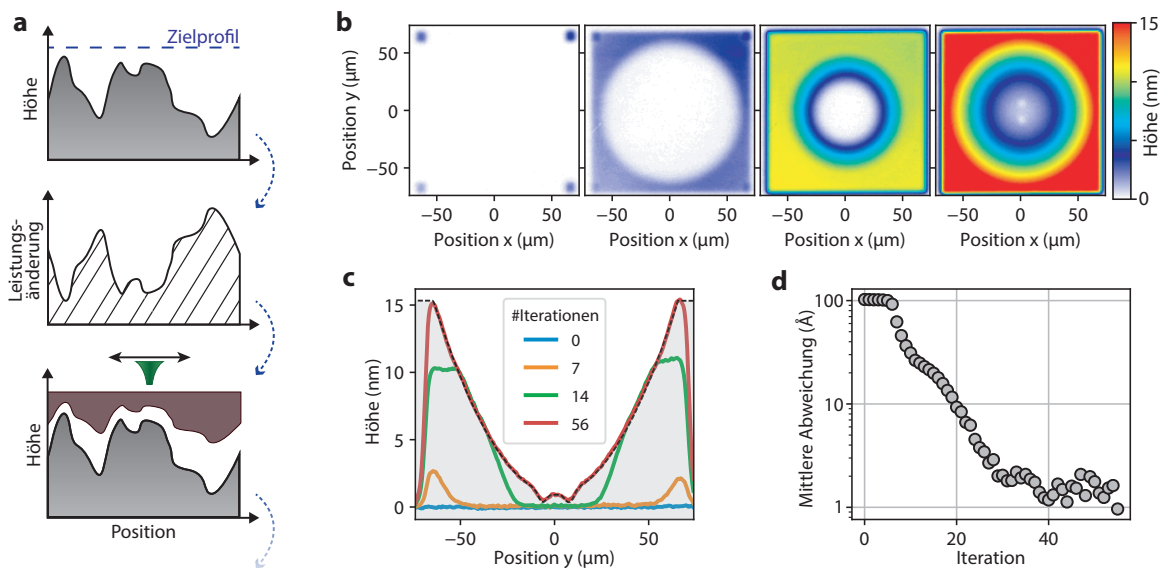 a
Zielprofil
Höhe
Leistungs-
änderung
Höhe
Position
b
Position y (μm)
50
0
−50
−50 0 50
−50 0 50
−50 0 50
−50 0 50
Position x (μm)
Position x (μm)
Position x (μm)
Position x (μm)
15
0
Höhe (nm)
c
Höhe (nm)
15
10
5
0
#Iterationen
0
7
14
56
−50 0 50
Position y (μm)
d
Mittlere Abweichung (Å)
100
10
1
0 20 40
Iteration